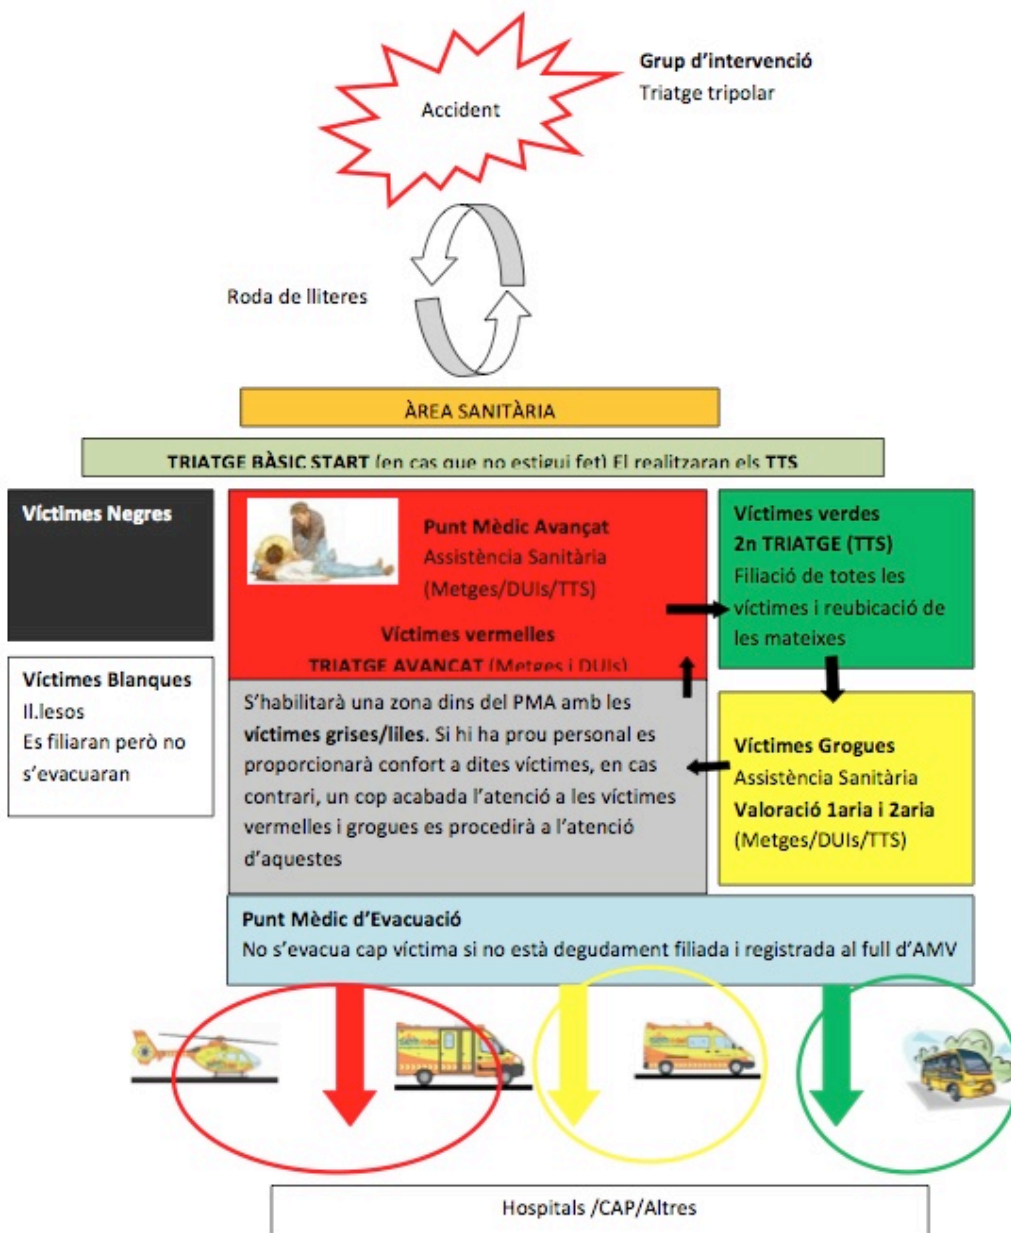 Grup d'intervenció
Triatge tripolar
Accident
Roda de lliteres
ÀREA SANITÀRIA
TRIATGE BÀSIC START (en cas que no estigui fet) El realitzaran els TTS
Víctimes Negres
Víctimes Blanques
Il.lesos
Es filiaran però no
s'evacuaran
Punt Mèdic Avançat
Assistència Sanitària
(Metges/DUIs/TTS)
Víctimes vermelles
TRIATGE AVANÇAT (Metges i DUIs)
S'habilitarà una zona dins del PMA amb les
víctimes grises/liles. Si hi ha prou personal es
proporcionarà confort a dites víctimes, en cas
contrari, un cop acabada l'atenció a les víctimes
vermelles i grogues es procedirà a l'atenció
d'aquestes
Víctimes verdes
2n TRIATGE (TTS)
Filiació de totes les
víctimes i reubicació de
les mateixes
Víctimes Grogues
Assistència Sanitària
Valoració 1aria i 2aria
(Metges/DUIs/TTS)
Punt Mèdic d'Evacuació
No s'evacua cap víctima si no està degudament filiada i registrada al full d'AMV
Hospitals /CAP/Altres